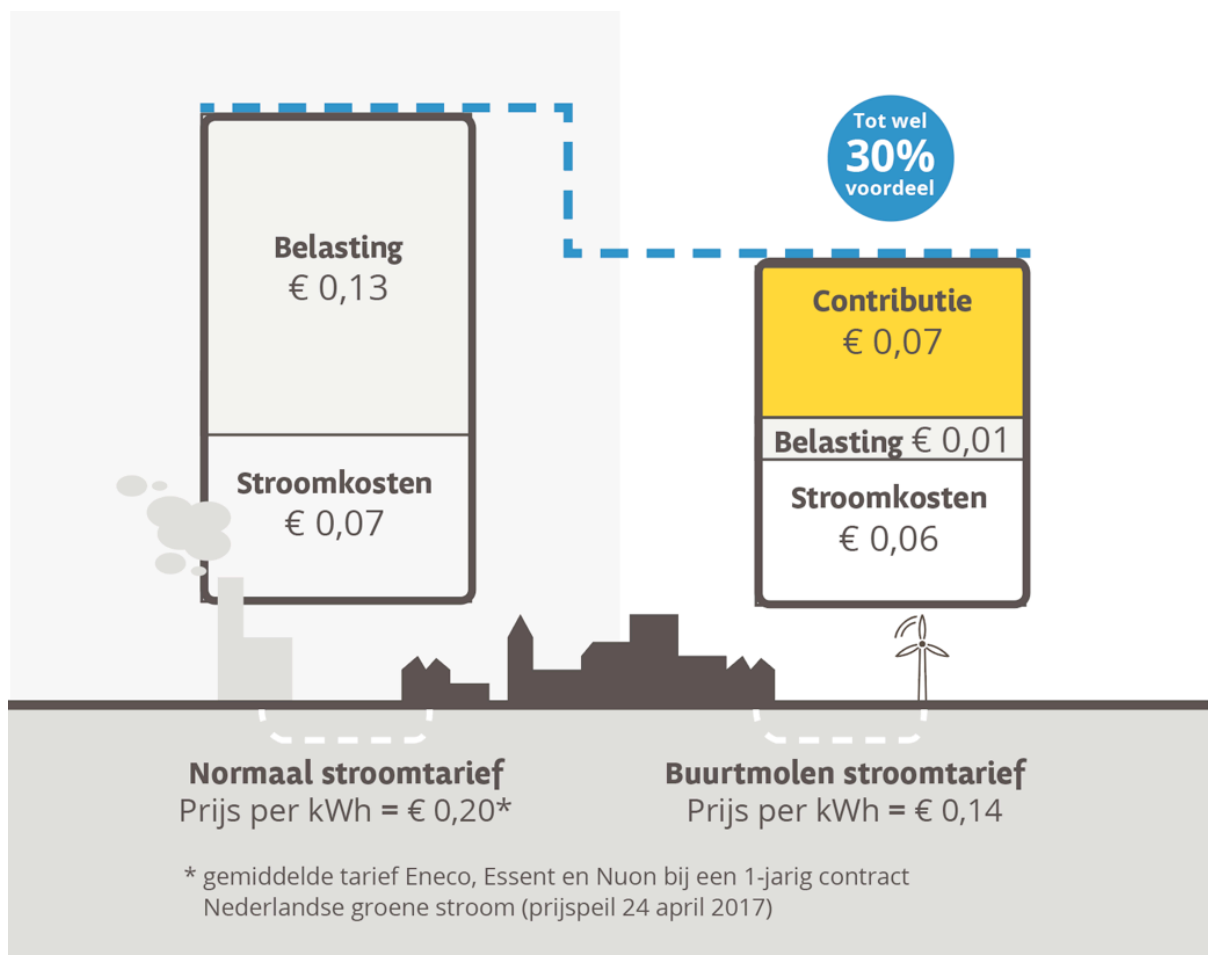 Belasting
€ 0,13
Stroomkosten
€ 0,07
Tot wel
30%
voordeel
Contributie
€ 0,07
Belasting € 0,01
Stroomkosten
€ 0,06
Normaal stroomtarief
Prijs per kWh = € 0,20*
Buurtmolen stroomtarief
Prijs per kWh = € 0,14
* gemiddelde tarief Eneco, Essent en Nuon bij een 1-jarig contract
Nederlandse groene stroom (prijspeil 24 april 2017)